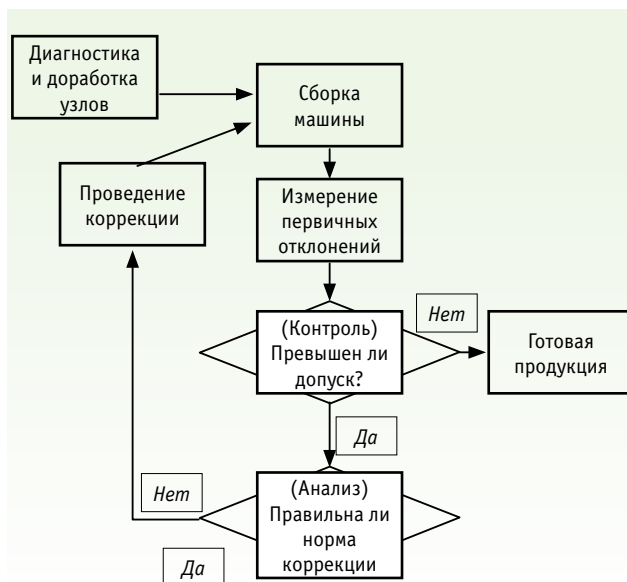 Диагностика
и доработка
узлов
Сборка
машины
Проведение
коррекции
Измерение
первичных
отклонений
(Контроль)
Превышен ли
допуск?
Нет
Готовая
продукция
Да
(Анализ)
Правильна ли
норма
коррекции
Нет
Да